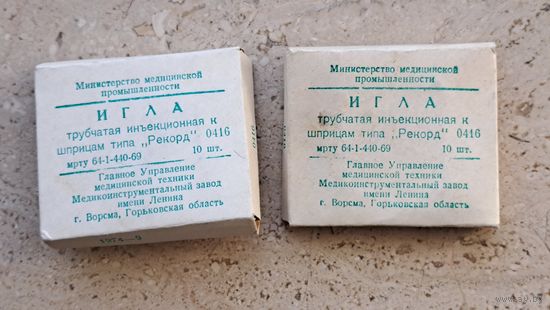 Министерство медицинской
промышленности
ИГЛА
трубчатая инъекционная к
шприцам типа „Рекорд" 0416
мрту 64-1-440-69 10 шт.
Главное Управление
медицинской техники
Медикоинструментальный завод
имени Ленина
г. Ворсма, Горьковская область
Министерство медицинской
промышленности
ИГЛА
трубчатая инъекционная к
шприцам типа „Рекорд" 0416
мрту 64-1-440-69 10 шт.
Главное Управление
медицинской техники
Медикоинструментальный завод
имени Ленина
г. Ворсма, Горьковская область